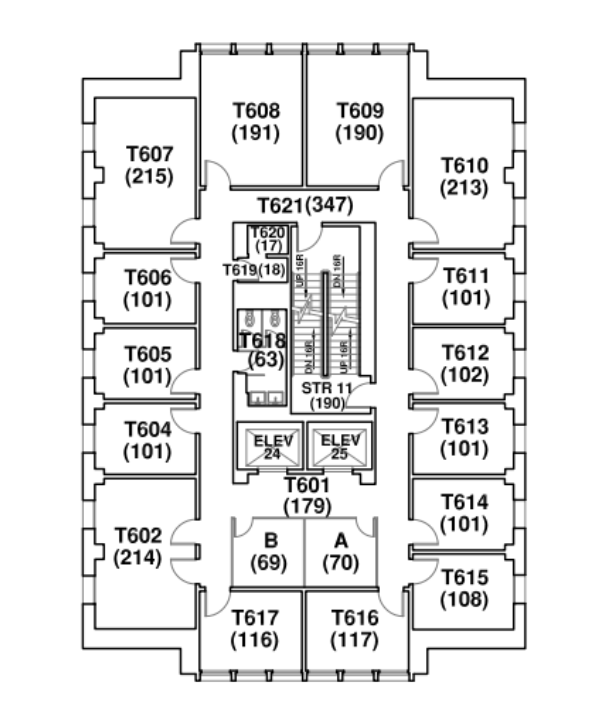 T608
(191)
T609
(190)
T607
(215)
T610
(213)
T621(347)
T620
(17)
T619(18)
UP 16R
DN 16R
T606
(101)
T611
(101)
T618
(63)
DN 16R
UP 16R
T605
(101)
T612
(102)
STR 11
(190)
T604
(101)
T613
(101)
ELEV
24
ELEV
25
T601
(179)
T614
(101)
T602
(214)
B
(69)
A
(70)
T615
(108)
T617
(116)
T616
(117)